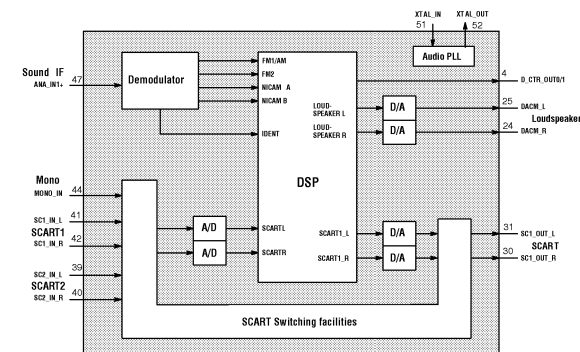 XTAL_IN XTAL_OUT
51 52
Audio PLL
Sound IF
ANA_IN1+
47
Demodulator
FM1/AM
FM2
NICAM A
NICAM B
IDENT
LOUD-
SPEAKER L
LOUD-
SPEAKER R
D/A
D/A
4
D_CTR_OUT0/1
25
DACM_L
Loudspeaker
24
DACM_R
DSP
Mono
MONO_IN
44
SC1_IN_L
41
SCART1
SC1_IN_R
42
SC2_IN_L
39
SCART2
SC2_IN_R
40
A/D
A/D
SCARTL
SCARTR
SCART1_L
SCART1_R
D/A
D/A
31
SC1_OUT_L
SCART
30
SC1_OUT_R
SCART Switching facilities